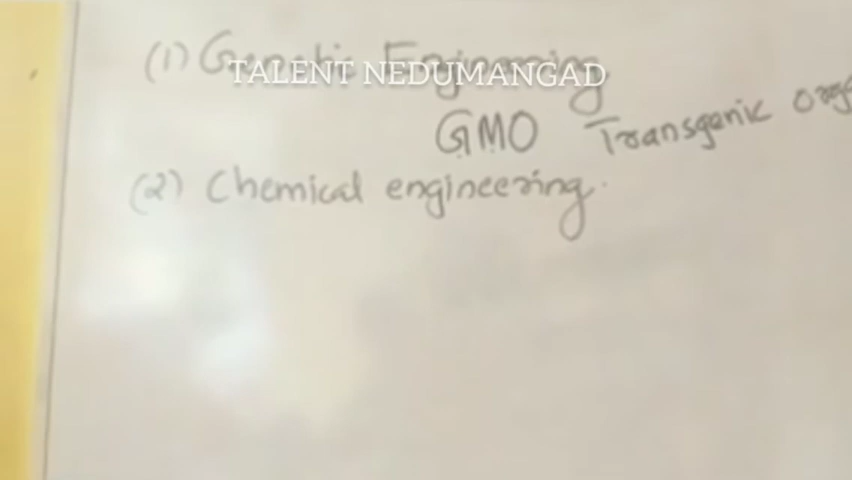 (1) Genetic Engineering
TALENT NEDUMANGAD
GMO Transgenic
(2) Chemical engineering.